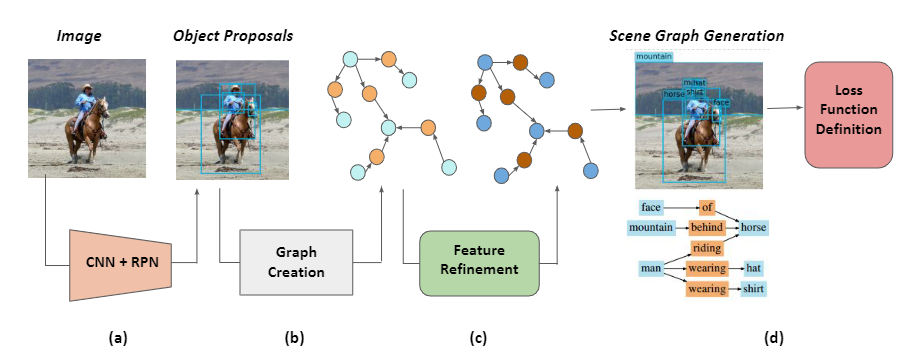 Image
Object Proposals
Scene Graph Generation
mountain
hat
shirt
horse
face
Loss
Function
Definition
CNN + RPN
Graph
Creation
Feature
Refinement
face
of
mountain
behind
horse
riding
man
wearing
hat
wearing
shirt
(a)
(b)
(c)
(d)